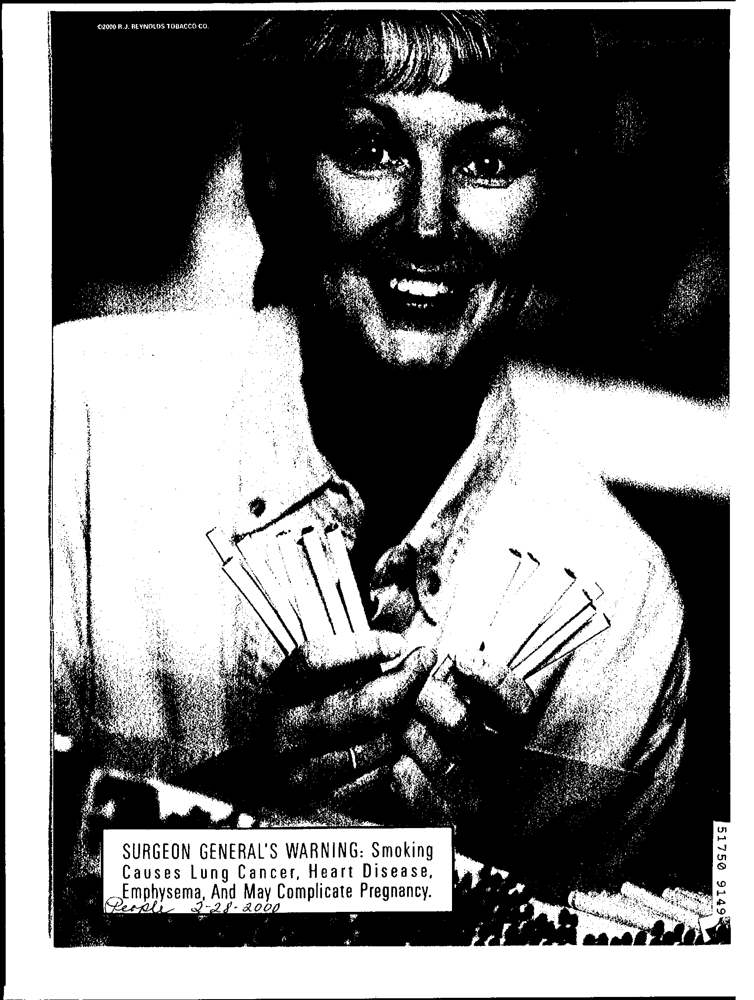 ©2000 R.J. REYNOLDS TOBACCO CO.
SURGEON GENERAL'S WARNING: Smoking
Causes Lung Cancer, Heart Disease,
Emphysema, And May Complicate Pregnancy.
People 2-28-2000
51750 9149